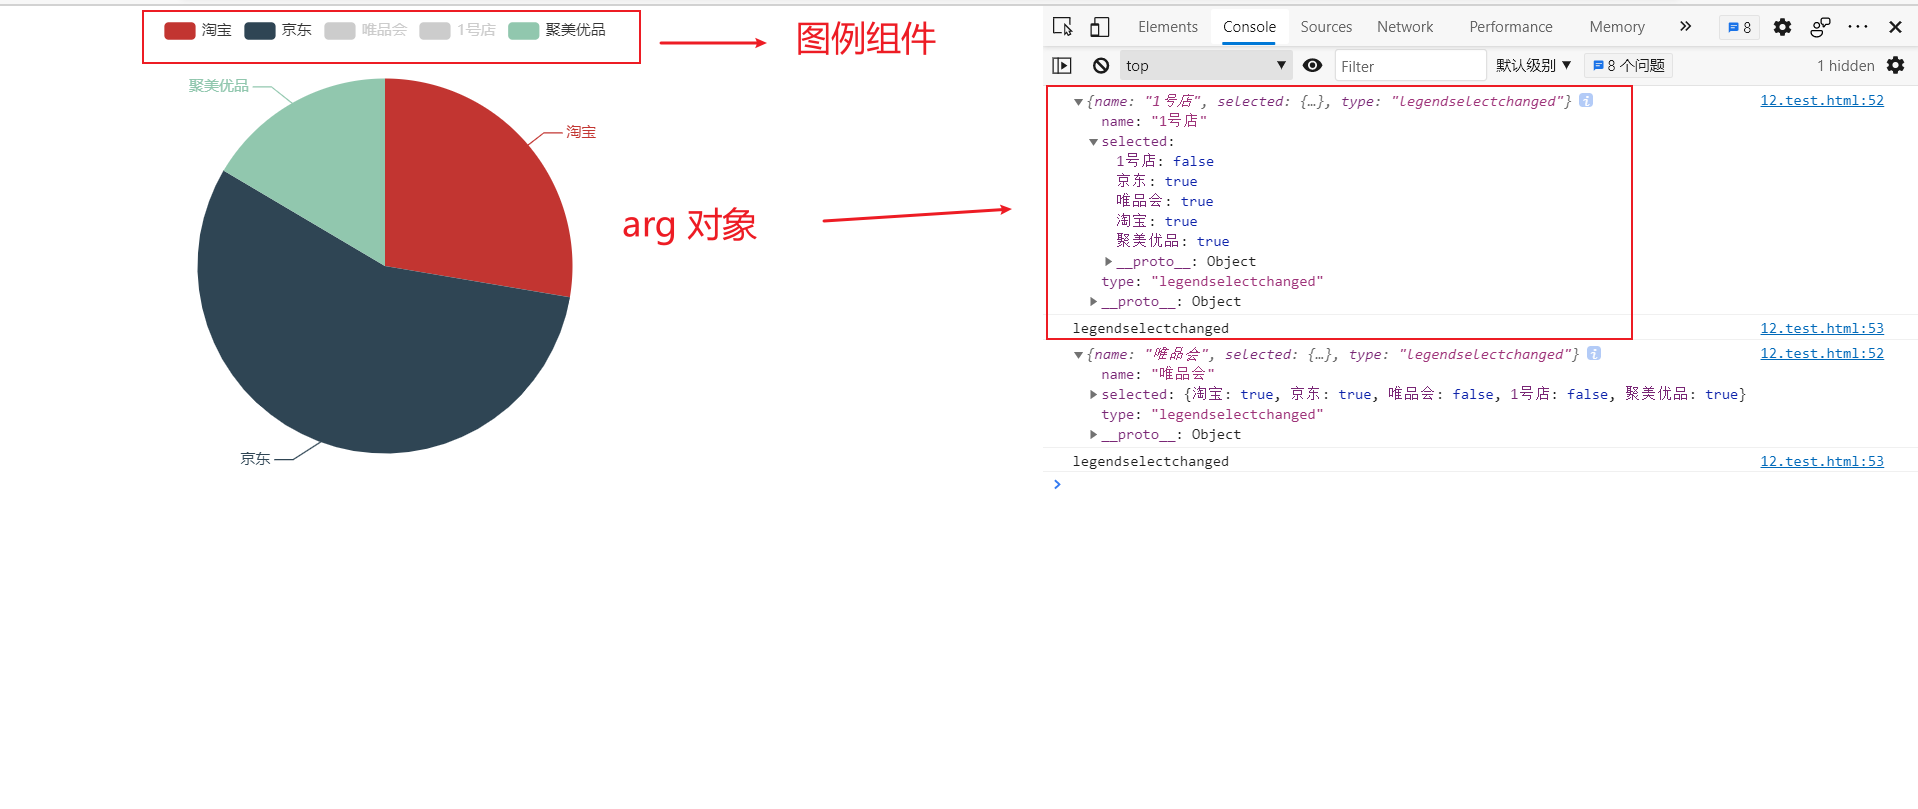 淘宝 京东 唯品会 1号店 聚美优品
图例组件
聚美优品
淘宝
京东
arg 对象
Elements Console Sources Network Performance Memory 8
top Filter 默认级别 8 个问题 1 hidden
{name: "1号店", selected: {…}, type: "legendselectchanged"} 12.test.html:52
name: "1号店"
selected:
1号店: false
京东: true
唯品会: true
淘宝: true
聚美优品: true
__proto__: Object
type: "legendselectchanged"
__proto__: Object
legendselectchanged 12.test.html:53
{name: "唯品会", selected: {…}, type: "legendselectchanged"} 12.test.html:52
name: "唯品会"
selected: {淘宝: true, 京东: true, 唯品会: false, 1号店: false, 聚美优品: true}
type: "legendselectchanged"
__proto__: Object
legendselectchanged 12.test.html:53